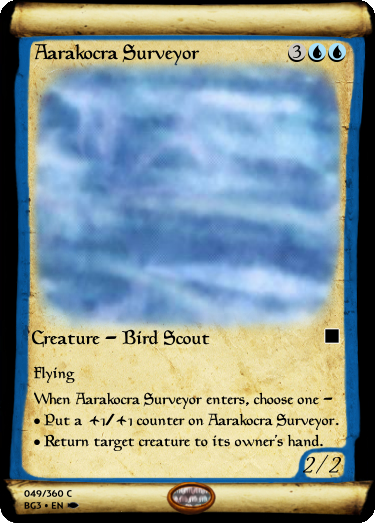 Aarakocra Surveyor 3
Creature – Bird Scout
Flying
When Aarakocra Surveyor enters, choose one –
• Put a +1/+1 counter on Aarakocra Surveyor.
• Return target creature to its owner's hand.
2/2
049/360 C
BG3 • EN